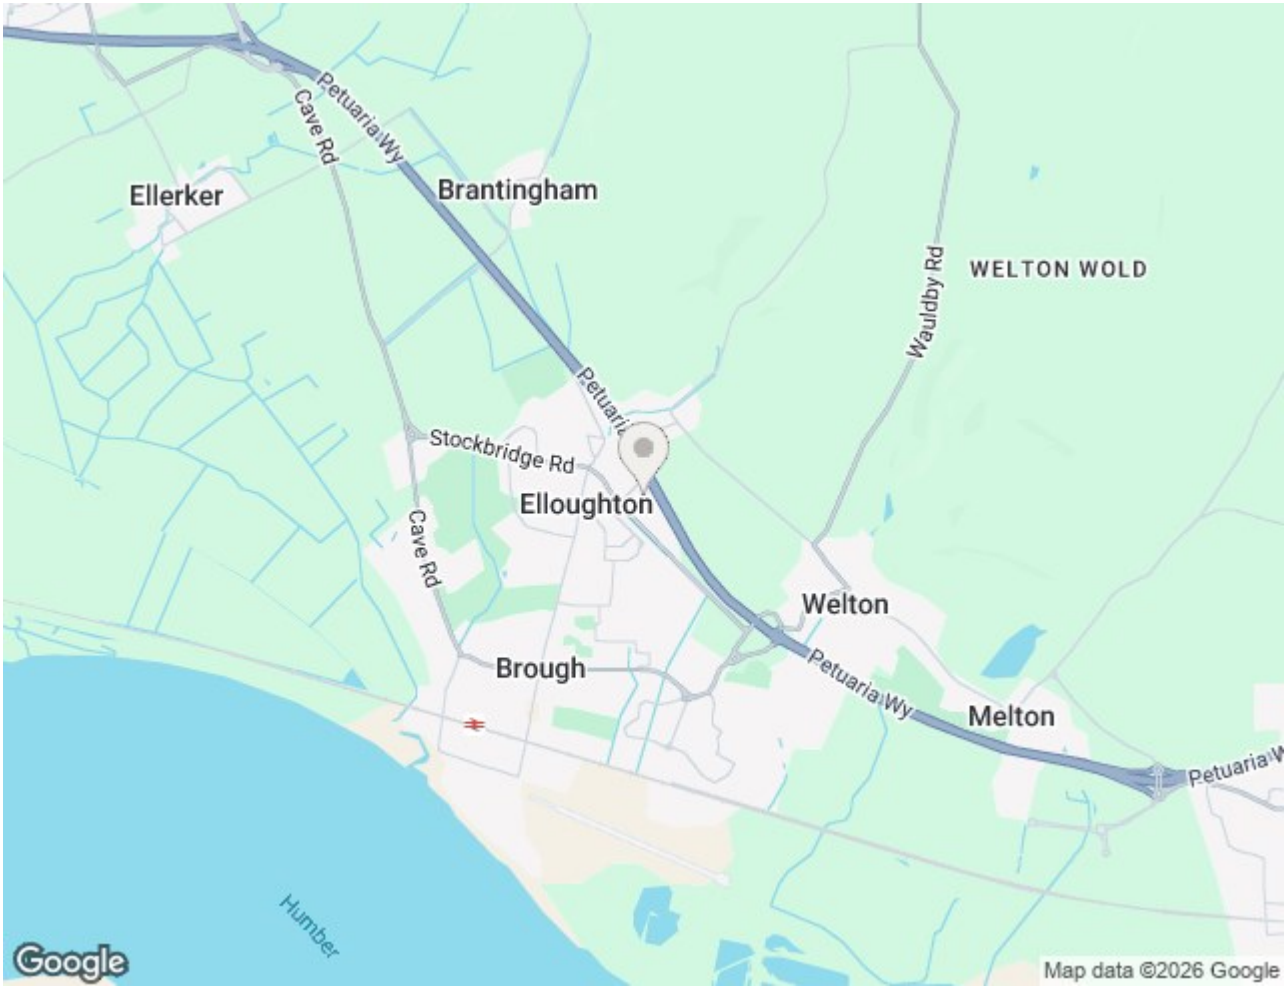 Petuaria Wy
Cave Rd
Ellerker
Brantingham
WELTON WOLD
Wauldby Rd
Petuaria
Stockbridge Rd
Elloughton
Cave Rd
Welton
Brough
Petuaria Wy
Melton
Petuaria W
Humber
Google
Map data ©2026 Google